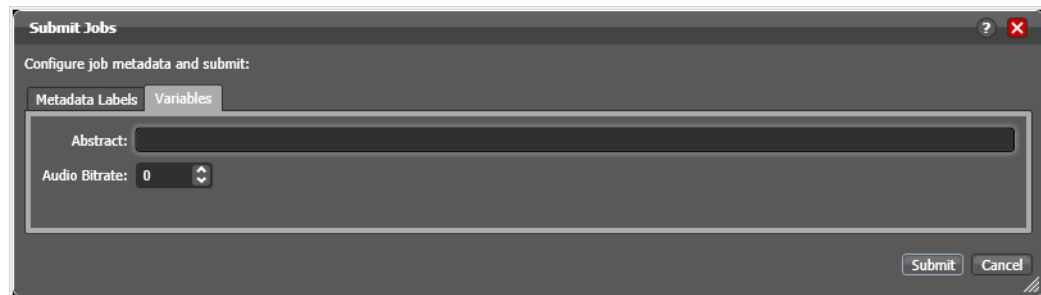 Submit Jobs ?
Configure job metadata and submit:
Metadata Labels Variables
Abstract:
Audio Bitrate: 0
Submit Cancel